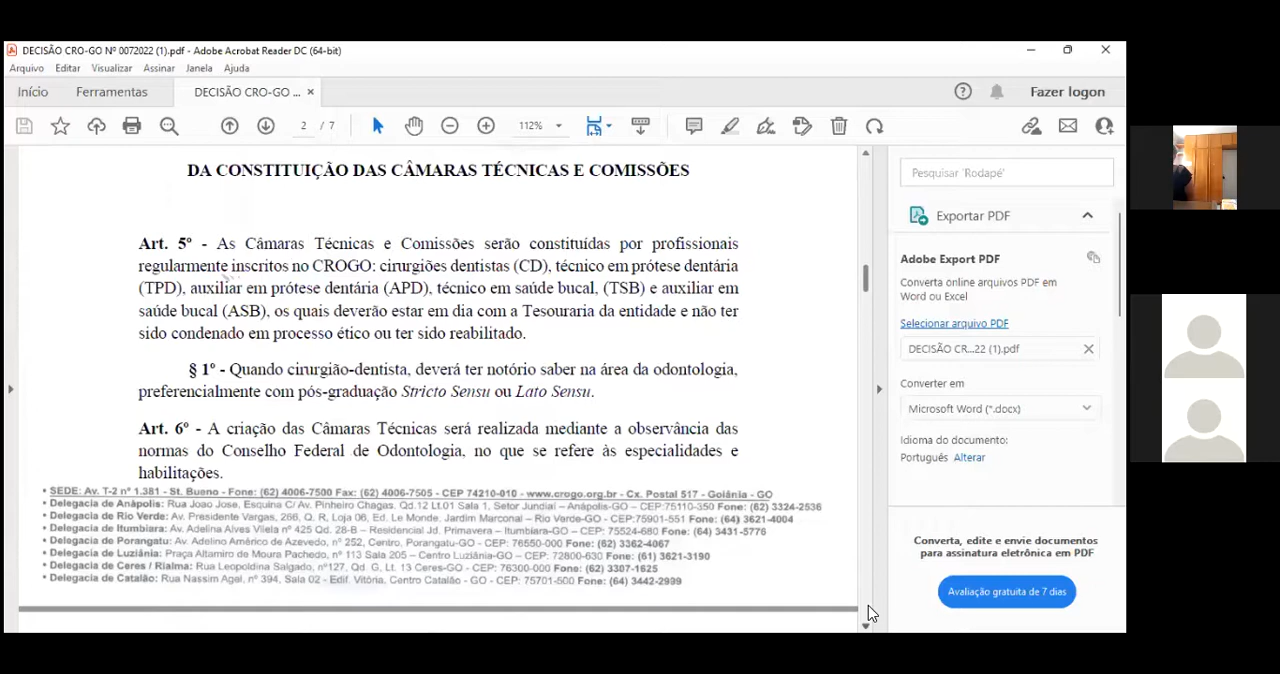 DECISÃO CRO-GO Nº 0072022 (1).pdf - Adobe Acrobat Reader DC (64-bit)
Arquivo Editar Visualizar Assinar Janela Ajuda
Início Ferramentas DECISÃO CRO-GO ... × Fazer logon
2 / 7 112%
DA CONSTITUIÇÃO DAS CÂMARAS TÉCNICAS E COMISSÕES
Art. 5º - As Câmaras Técnicas e Comissões serão constituídas por profissionais
regularmente inscritos no CROGO: cirurgiões dentistas (CD), técnico em prótese dentária
(TPD), auxiliar em prótese dentária (APD), técnico em saúde bucal, (TSB) e auxiliar em
saúde bucal (ASB), os quais deverão estar em dia com a Tesouraria da entidade e não ter
sido condenado em processo ético ou ter sido reabilitado.
§ 1º - Quando cirurgião-dentista, deverá ter notório saber na área da odontologia,
preferencialmente com pós-graduação Stricto Sensu ou Lato Sensu.
Art. 6º - A criação das Câmaras Técnicas será realizada mediante a observância das
normas do Conselho Federal de Odontologia, no que se refere às especialidades e
habilitações.
• SEDE: Av. T-2 nº 1.381 - St. Bueno - Fone: (62) 4006-7500 Fax: (62) 4006-7505 - CEP 74210-010 - www.crogo.org.br - Cx. Postal 517 - Goiânia - GO
• Delegacia de Anápolis: Rua Joao Jose, Esquina C/ Av. Pinheiro Chagas, Qd.12 Lt.01 Sala 1, Setor Jundiaí – Anápolis-GO – CEP:75110-350 Fone: (62) 3324-2536
• Delegacia de Rio Verde: Av. Presidente Vargas, 266, Q. R, Loja 06, Ed. Le Monde, Jardim Marconal – Rio Verde-GO - CEP:75901-551 Fone: (64) 3621-4004
• Delegacia de Itumbiara: Av. Adelina Alves Vilela nº 425 Qd. 28-B – Residencial Jd. Primavera – Itumbiara-GO – CEP: 75524-680 Fone: (64) 3431-5776
• Delegacia de Porangatu: Av. Adelino Américo de Azevedo, nº 252, Centro, Porangatu-GO - CEP: 76550-000 Fone: (62) 3362-4067
• Delegacia de Luziânia: Praça Altamiro de Moura Pacheco, nº 113 Sala 205 – Centro Luziânia-GO – CEP: 72800-630 Fone: (61) 3621-3190
• Delegacia de Ceres / Rialma: Rua Leopoldina Salgado, nº127, Qd. G, Lt. 13 Ceres-GO - CEP: 76300-000 Fone: (62) 3307-1625
• Delegacia de Catalão: Rua Nassim Agel, nº 394, Sala 02 - Edif. Vitória, Centro Catalão - GO - CEP: 75701-500 Fone: (64) 3442-2999
Pesquisar 'Rodapé'
Exportar PDF
Adobe Export PDF
Converta online arquivos PDF em
Word ou Excel
Selecionar arquivo PDF
DECISÃO CR...22 (1).pdf ×
Converter em
Microsoft Word (*.docx)
Idioma do documento:
Português Alterar
Converta, edite e envie documentos
para assinatura eletrônica em PDF
Avaliação gratuita de 7 dias